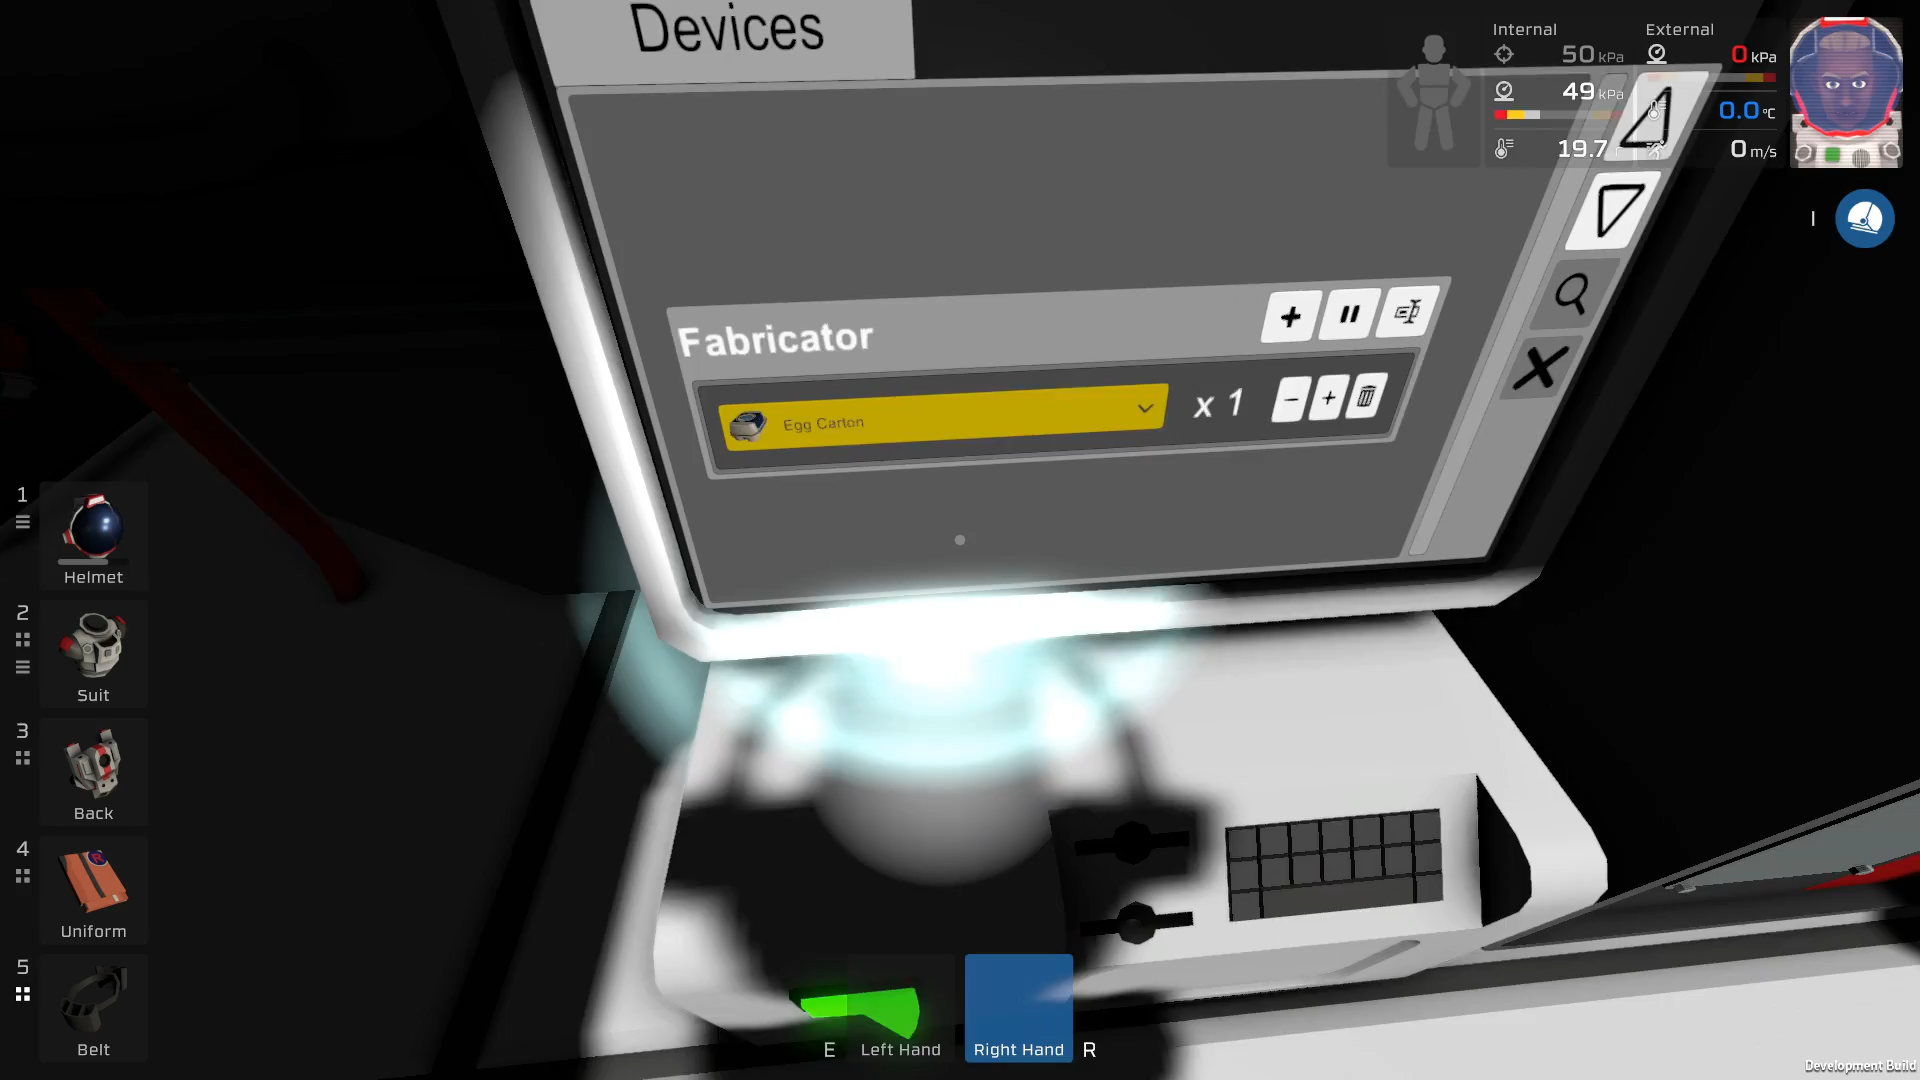 Devices
Internal
External
50 kPa
0 kPa
49 kPa
0.0 °C
19.7
0 m/s
I
Fabricator
Egg Carton
x 1
1
Helmet
2
Suit
3
Back
4
Uniform
5
Belt
E
Left Hand
Right Hand
R
Development Build